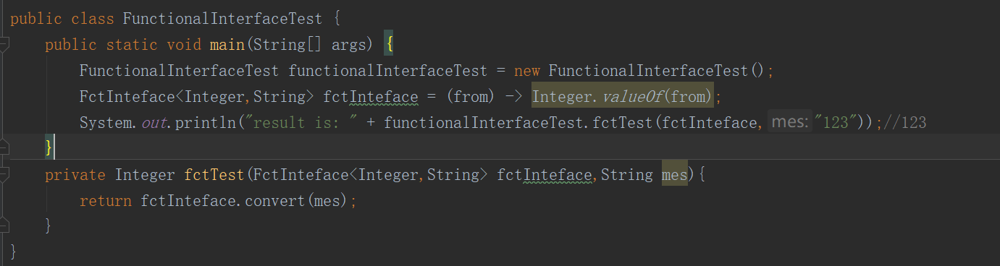 public class FunctionalInterfaceTest {
    public static void main(String[] args) {
        FunctionalInterfaceTest functionalInterfaceTest = new FunctionalInterfaceTest();
        FctInteface<Integer,String> fctInteface = (from) -> Integer.valueOf(from);
        System.out.println("result is: " + functionalInterfaceTest.fctTest(fctInteface, mes: "123"));//123
    }
    private Integer fctTest(FctInteface<Integer,String> fctInteface,String mes){
        return fctInteface.convert(mes);
    }
}